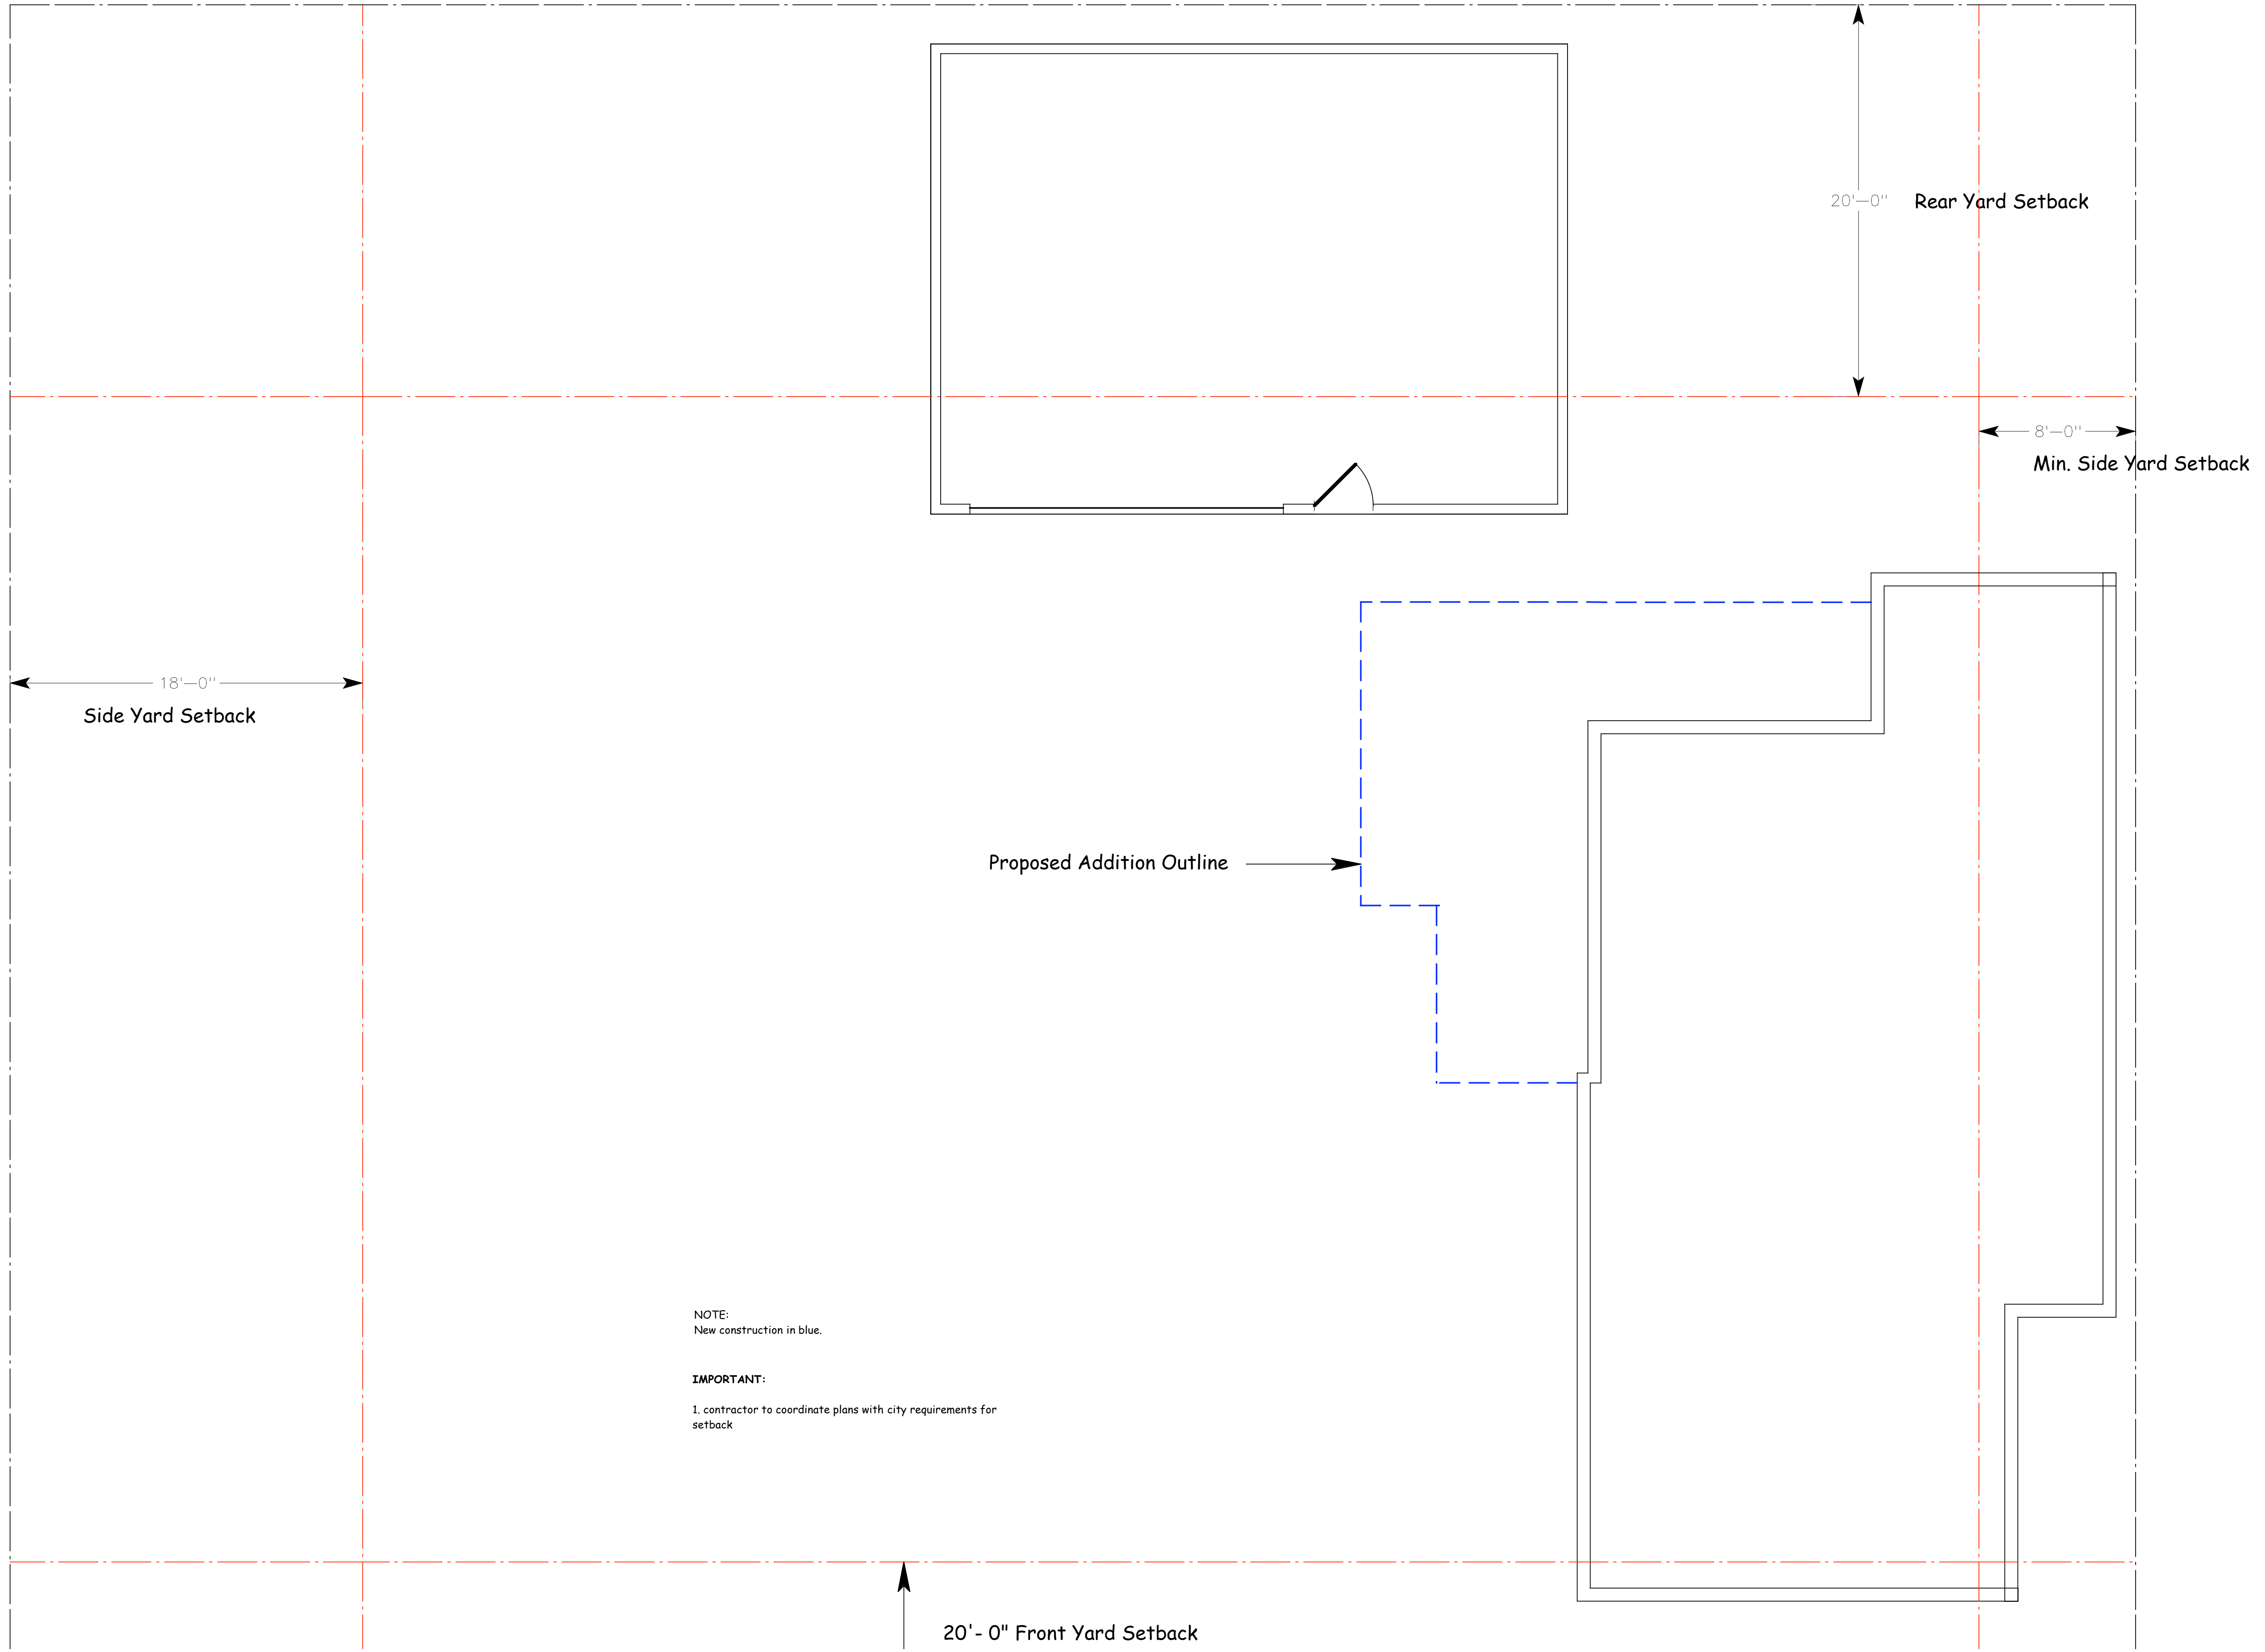 20'-0" Rear Yard Setback
8'-0"
Min. Side Yard Setback
18'-0"
Side Yard Setback
Proposed Addition Outline
NOTE:
New construction in blue.
IMPORTANT:
1. contractor to coordinate plans with city requirements for
setback
20'- 0" Front Yard Setback